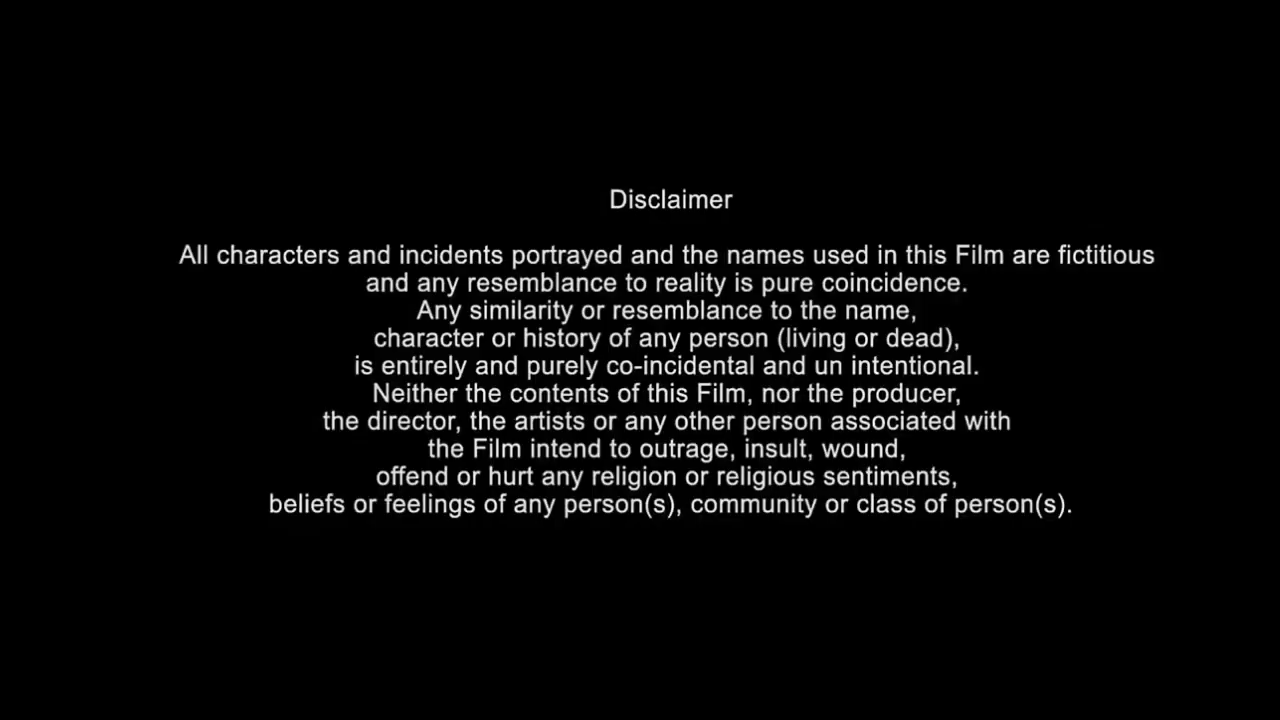 Disclaimer
All characters and incidents portrayed and the names used in this Film are fictitious
and any resemblance to reality is pure coincidence.
Any similarity or resemblance to the name,
character or history of any person (living or dead),
is entirely and purely co-incidental and un intentional.
Neither the contents of this Film, nor the producer,
the director, the artists or any other person associated with
the Film intend to outrage, insult, wound,
offend or hurt any religion or religious sentiments,
beliefs or feelings of any person(s), community or class of person(s).